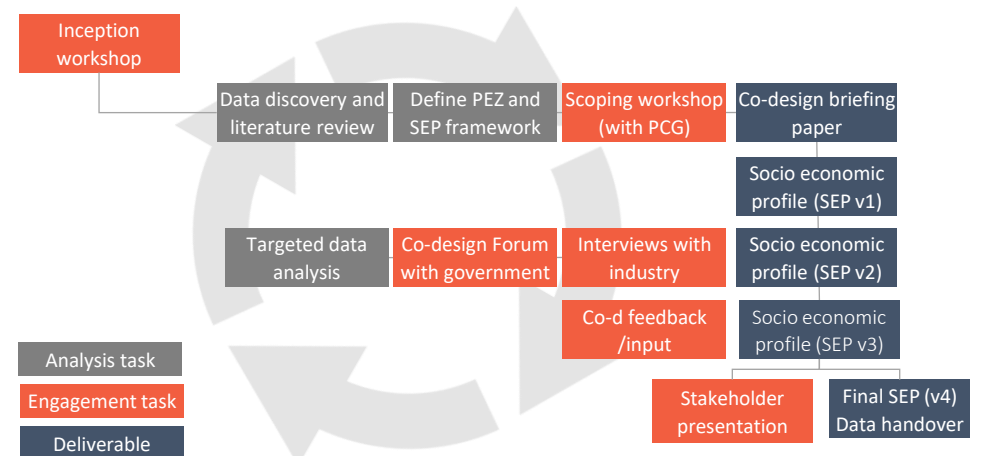 Inception
workshop
Data discovery and
literature review
Define PEZ and
SEP framework
Scoping workshop
(with PCG)
Co-design briefing
paper
Socio economic
profile (SEP v1)
Targeted data
analysis
Co-design Forum
with government
Interviews with
industry
Socio economic
profile (SEP v2)
Co-d feedback
/input
Socio economic
profile (SEP v3)
Analysis task
Engagement task
Deliverable
Stakeholder
presentation
Final SEP (v4)
Data handover